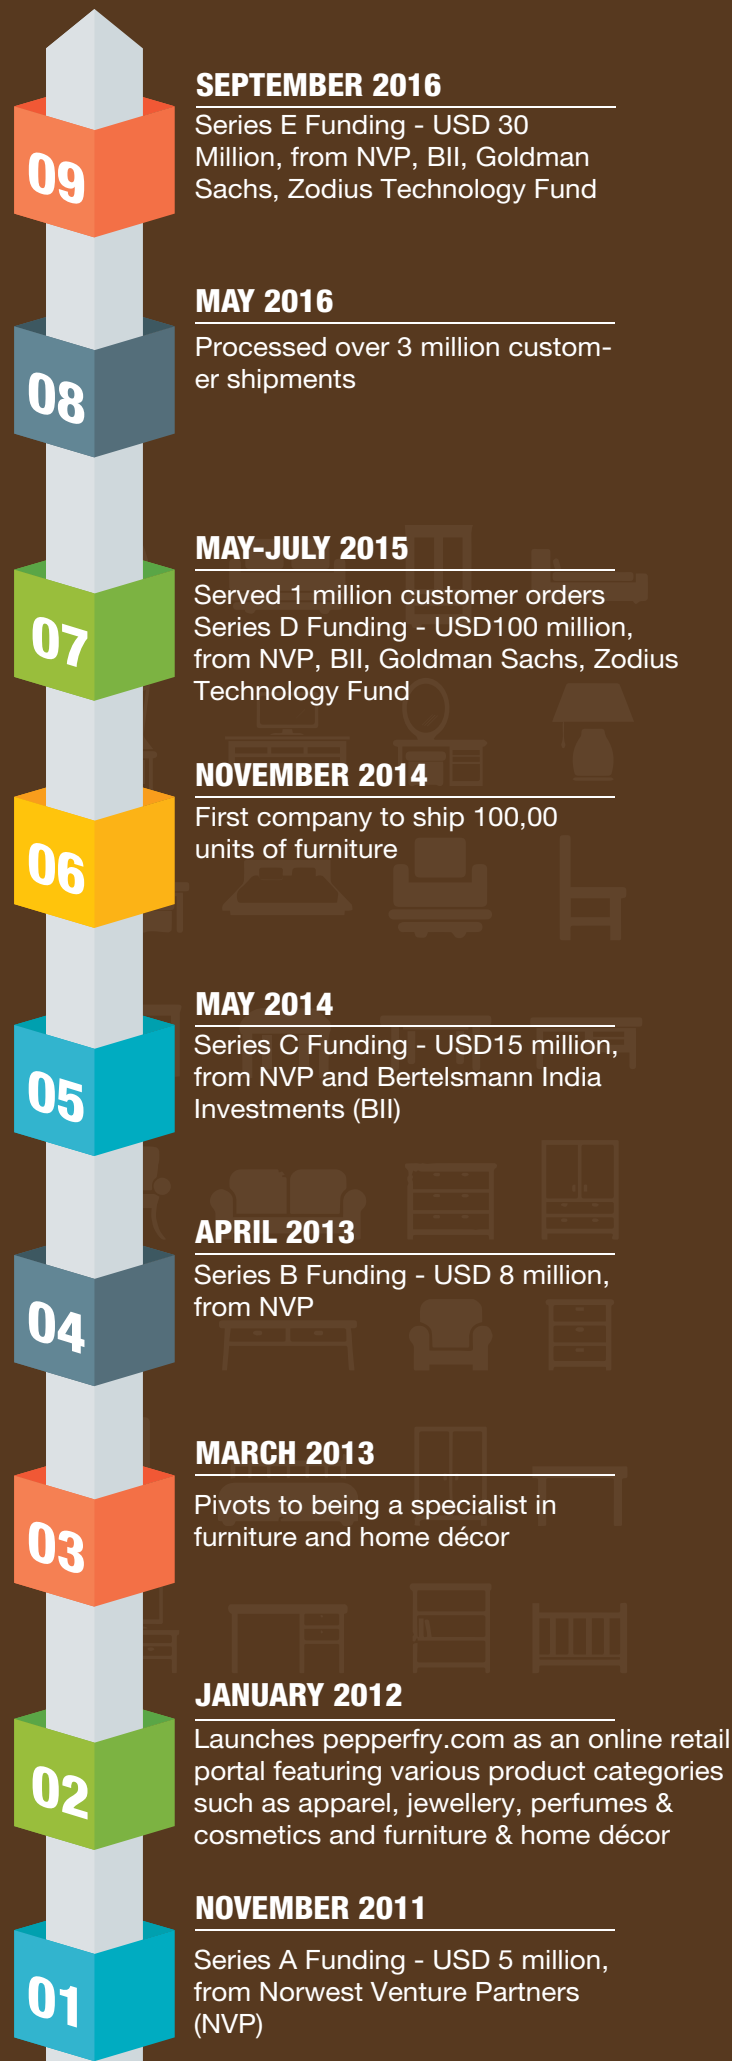 SEPTEMBER 2016
Series E Funding - USD 30
Million, from NVP, BII, Goldman
Sachs, Zodius Technology Fund
09
MAY 2016
Processed over 3 million custom-
er shipments
08
MAY-JULY 2015
Served 1 million customer orders
Series D Funding - USD100 million,
from NVP, BII, Goldman Sachs, Zodius
Technology Fund
07
NOVEMBER 2014
First company to ship 100,00
units of furniture
06
MAY 2014
Series C Funding - USD15 million,
from NVP and Bertelsmann India
Investments (BII)
05
APRIL 2013
Series B Funding - USD 8 million,
from NVP
04
MARCH 2013
Pivots to being a specialist in
furniture and home décor
03
JANUARY 2012
Launches pepperfry.com as an online retail
portal featuring various product categories
such as apparel, jewellery, perfumes &
cosmetics and furniture & home décor
02
NOVEMBER 2011
Series A Funding - USD 5 million,
from Norwest Venture Partners
(NVP)
01